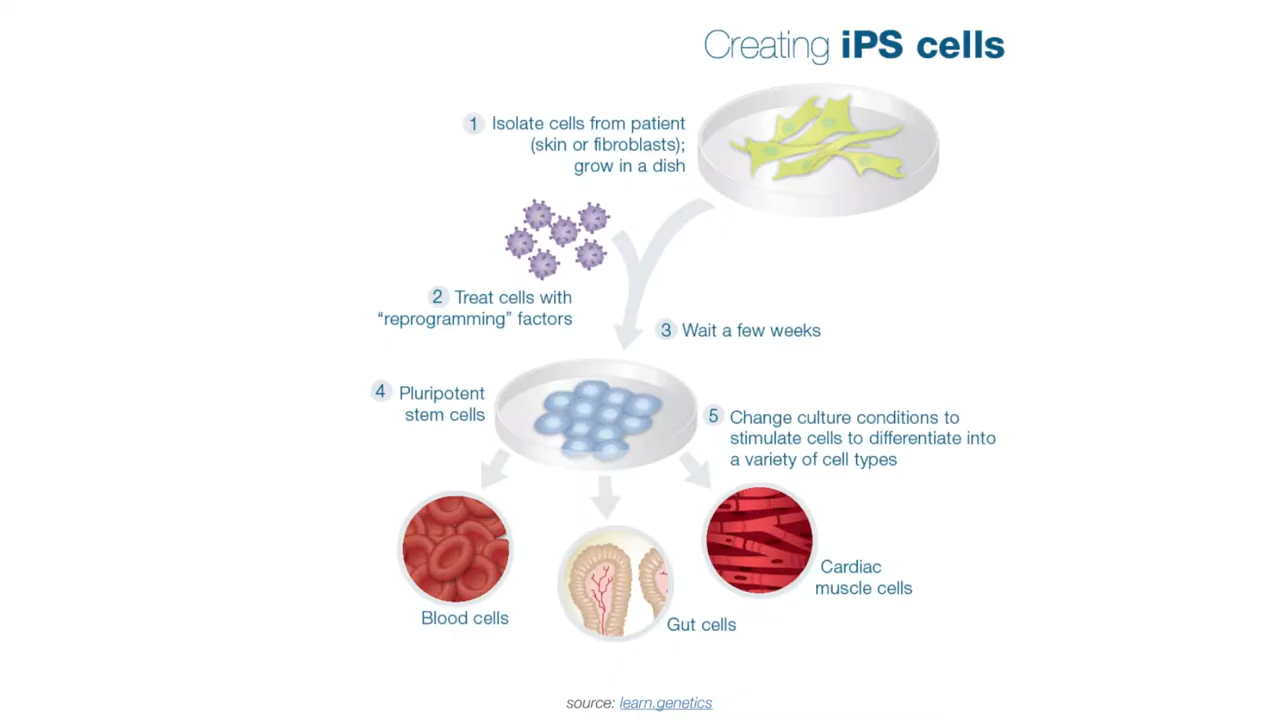 Creating iPS cells
1 Isolate cells from patient
(skin or fibroblasts);
grow in a dish
2 Treat cells with
“reprogramming” factors
3 Wait a few weeks
4 Pluripotent
stem cells
5 Change culture conditions to
stimulate cells to differentiate into
a variety of cell types
Blood cells
Gut cells
Cardiac
muscle cells
source: learn.genetics